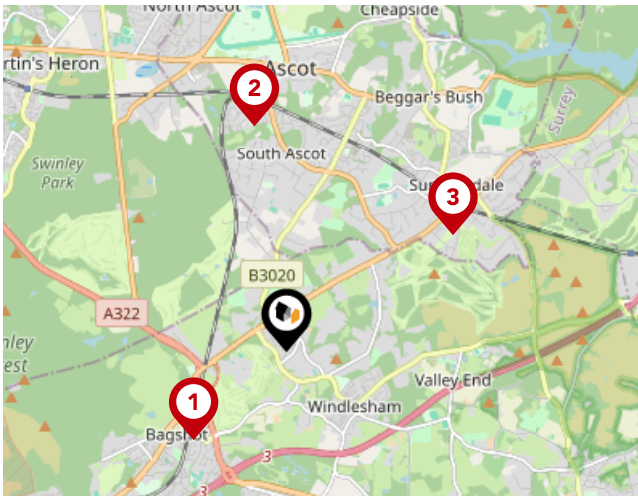 North Ascot
Cheapside
rtin's Heron
Ascot
2
Beggar's Bush
Surrey
South Ascot
Swinley
Park
3
B3020
A322
nley
est
Valley End
1
Windlesham
Bagshot
3
3